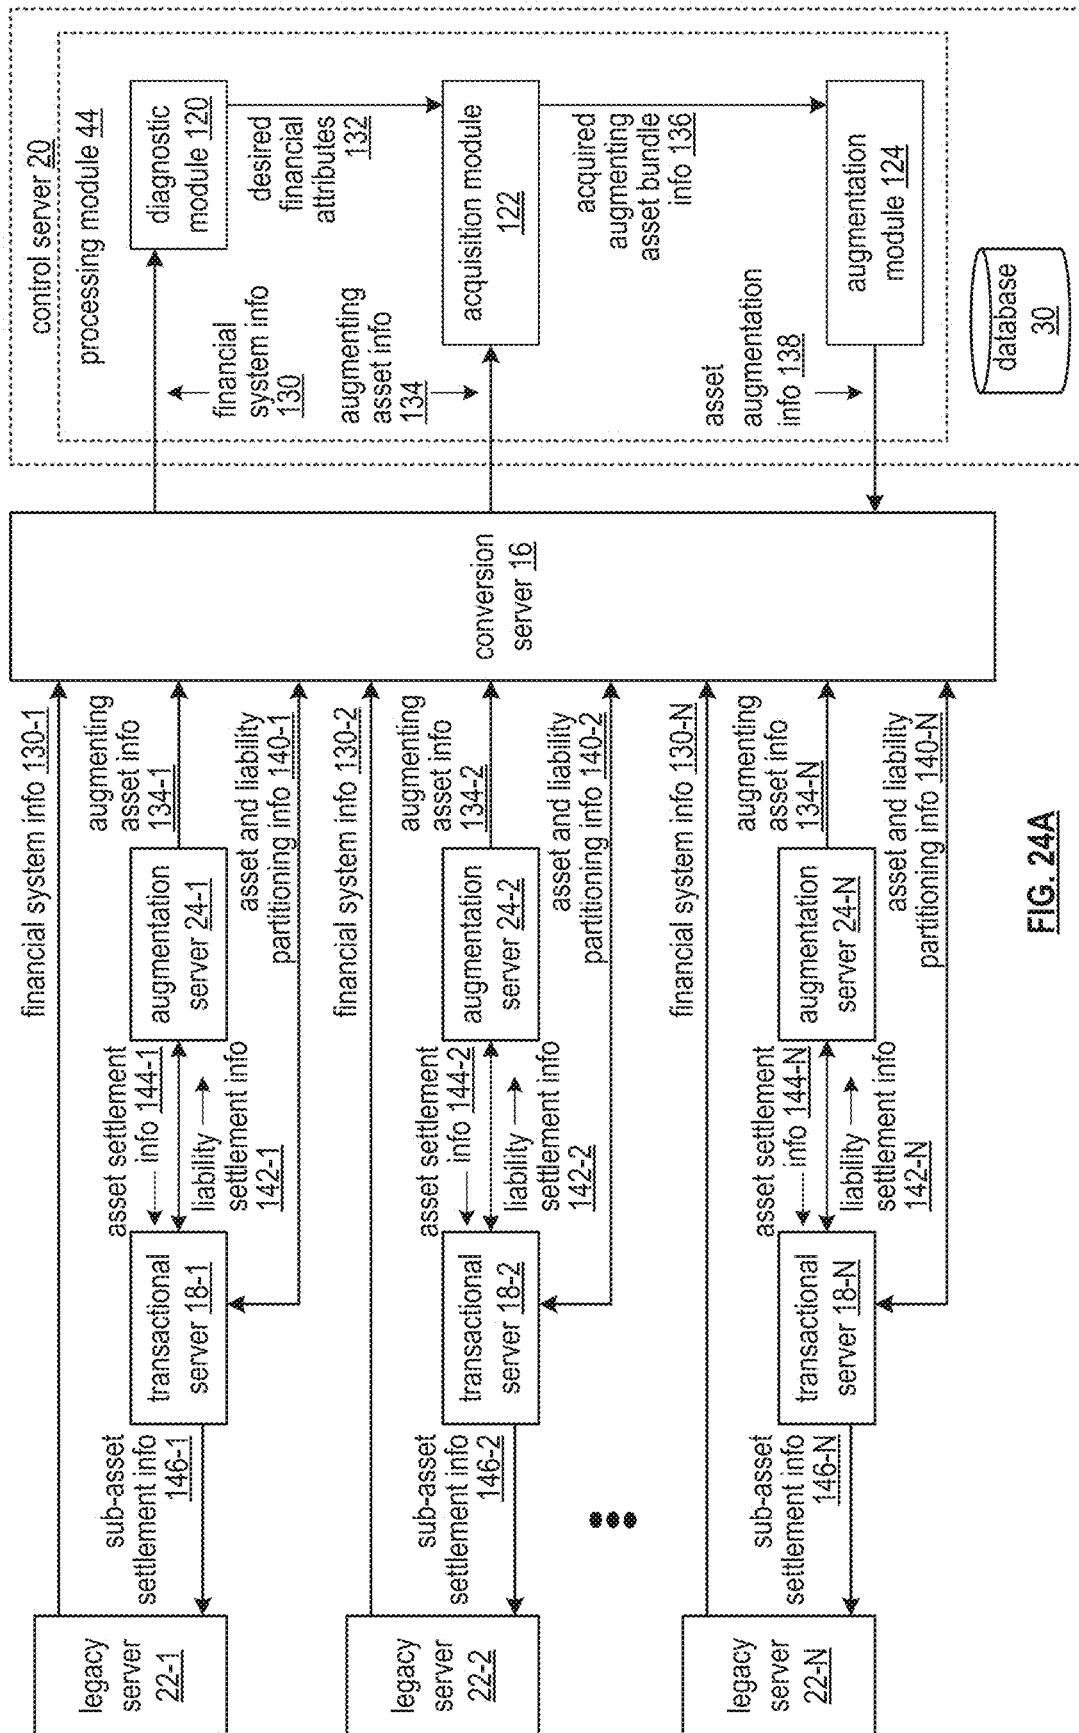 legacy
server
22-1
financial system info 130-1
sub-asset
settlement info
146-1
transactional
server 18-1
asset settlement
info 144-1
liability
settlement info
142-1
augmentation
server 24-1
augmenting
asset info
134-1
asset and liability
partitioning info 140-1
legacy
server
22-2
financial system info 130-2
sub-asset
settlement info
146-2
transactional
server 18-2
asset settlement
info 144-2
liability
settlement info
142-2
augmentation
server 24-2
augmenting
asset info
134-2
asset and liability
partitioning info 140-2
legacy
server
22-N
financial system info 130-N
sub-asset
settlement info
146-N
transactional
server 18-N
asset settlement
info 144-N
liability
settlement info
142-N
augmentation
server 24-N
augmenting
asset info
134-N
asset and liability
partitioning info 140-N
conversion
server 16
control server 20
processing module 44
financial
system info
130
diagnostic
module 120
desired
financial
attributes
132
augmenting
asset info
134
acquisition module
122
acquired
augmenting
asset bundle
info 136
asset
augmentation
info 138
augmentation
module 124
database
30
FIG. 24A